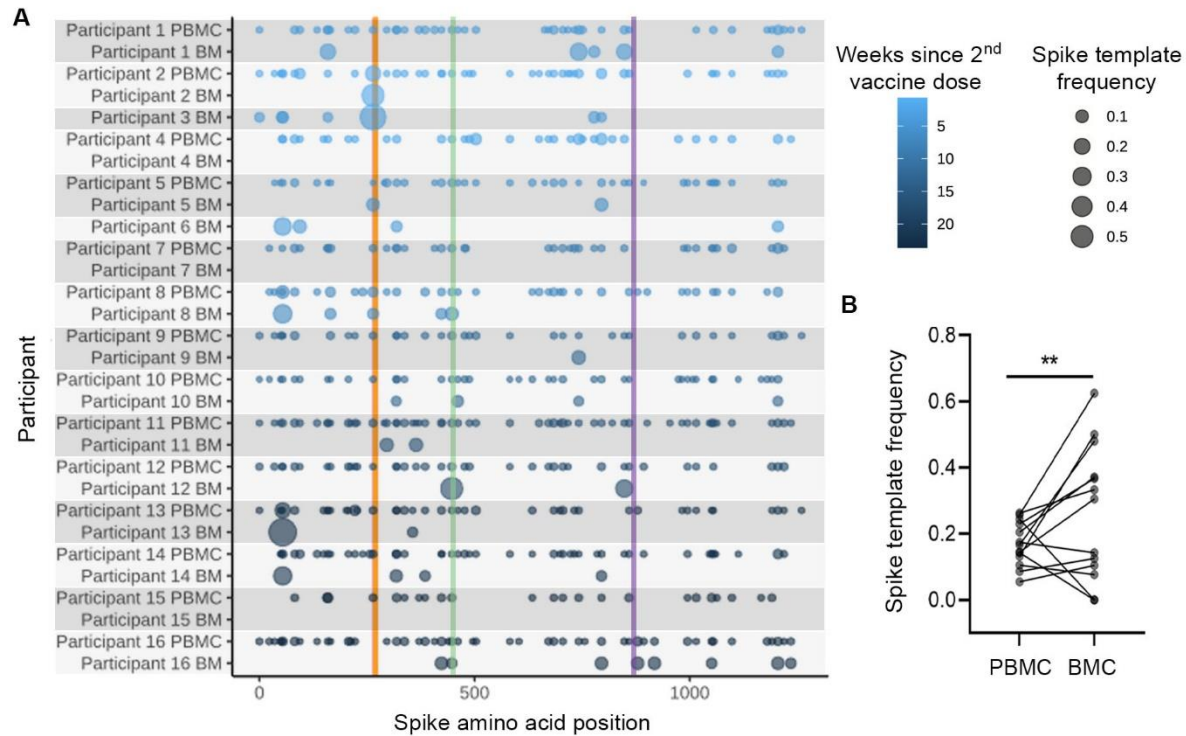 A
Participant
Participant 1 PBMC
Participant 1 BM
Participant 2 PBMC
Participant 2 BM
Participant 3 BM
Participant 4 PBMC
Participant 4 BM
Participant 5 PBMC
Participant 5 BM
Participant 6 BM
Participant 7 PBMC
Participant 7 BM
Participant 8 PBMC
Participant 8 BM
Participant 9 PBMC
Participant 9 BM
Participant 10 PBMC
Participant 10 BM
Participant 11 PBMC
Participant 11 BM
Participant 12 PBMC
Participant 12 BM
Participant 13 PBMC
Participant 13 BM
Participant 14 PBMC
Participant 14 BM
Participant 15 PBMC
Participant 15 BM
Participant 16 PBMC
Participant 16 BM
0 500 1000
Spike amino acid position
Weeks since 2nd
vaccine dose
5
10
15
20
Spike template
frequency
0.1
0.2
0.3
0.4
0.5
B
Spike template frequency
0.8
0.6
0.4
0.2
0.0
**
PBMC BMC